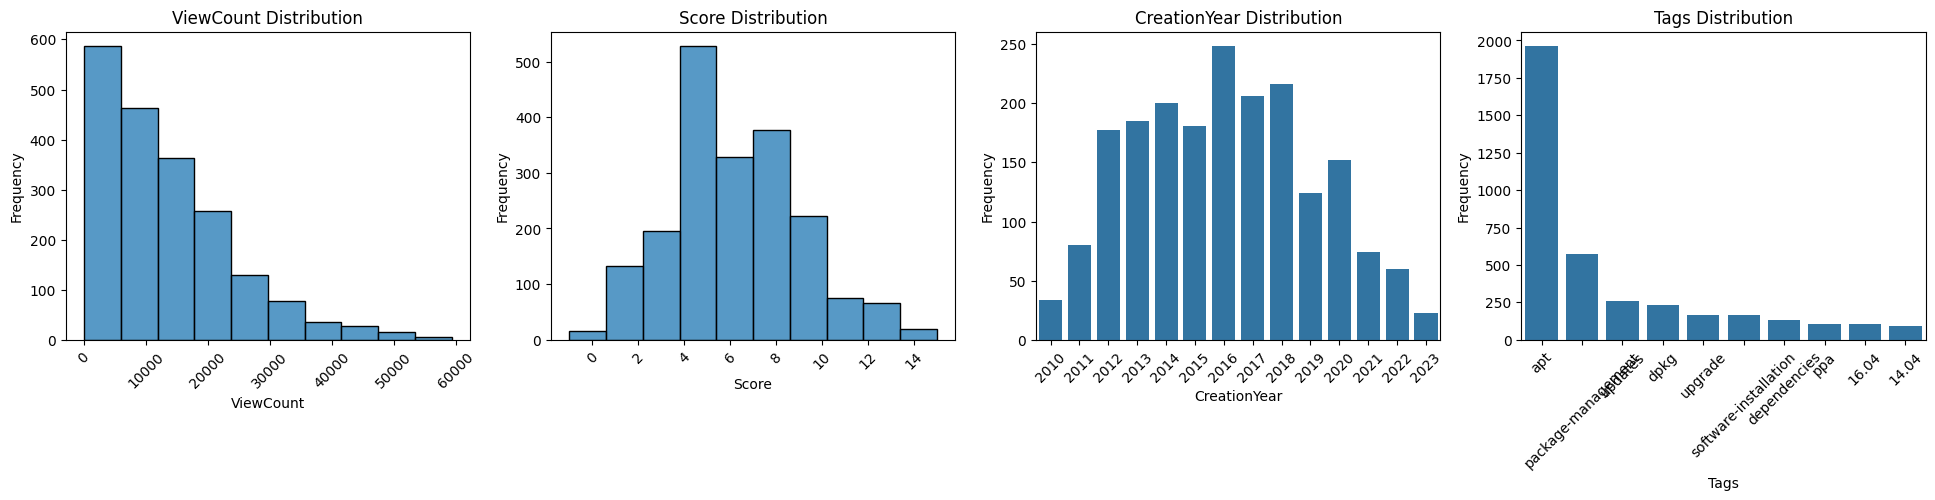 ViewCount Distribution
600
500
400
300
200
100
0
Frequency
0
10000
20000
30000
40000
50000
60000
ViewCount
Score Distribution
500
400
300
200
100
0
Frequency
0
2
4
6
8
10
12
14
Score
CreationYear Distribution
250
200
150
100
50
0
Frequency
2010
2011
2012
2013
2014
2015
2016
2017
2018
2019
2020
2021
2022
2023
CreationYear
Tags Distribution
2000
1750
1500
1250
1000
750
500
250
0
Frequency
apt
package-management
updates
dpkg
upgrade
software-installation
dependencies
ppa
16.04
14.04
Tags